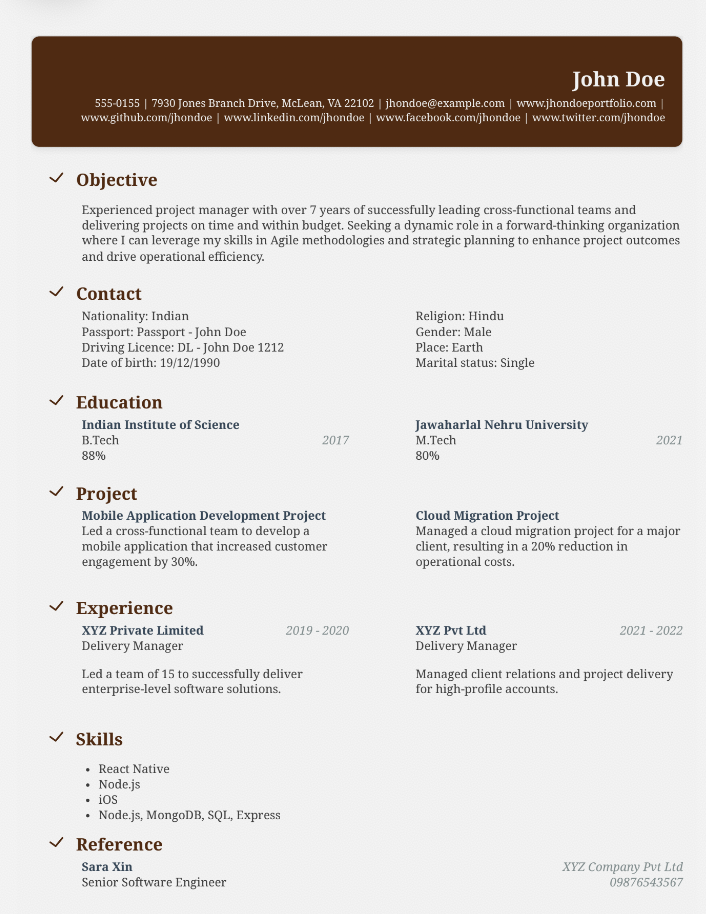 John Doe
555-0155 | 7930 Jones Branch Drive, McLean, VA 22102 | jhondoe@example.com | www.jhondoeportfolio.com |
www.github.com/jhondoe | www.linkedin.com/jhondoe | www.facebook.com/jhondoe | www.twitter.com/jhondoe
Objective
Experienced project manager with over 7 years of successfully leading cross-functional teams and
delivering projects on time and within budget. Seeking a dynamic role in a forward-thinking organization
where I can leverage my skills in Agile methodologies and strategic planning to enhance project outcomes
and drive operational efficiency.
Contact
Nationality: Indian
Passport: Passport - John Doe
Driving Licence: DL - John Doe 1212
Date of birth: 19/12/1990
Religion: Hindu
Gender: Male
Place: Earth
Marital status: Single
Education
Indian Institute of Science
B.Tech 2017
88%
Jawaharlal Nehru University
M.Tech 2021
80%
Project
Mobile Application Development Project
Led a cross-functional team to develop a
mobile application that increased customer
engagement by 30%.
Cloud Migration Project
Managed a cloud migration project for a major
client, resulting in a 20% reduction in
operational costs.
Experience
XYZ Private Limited 2019 - 2020
Delivery Manager
Led a team of 15 to successfully deliver
enterprise-level software solutions.
XYZ Pvt Ltd 2021 - 2022
Delivery Manager
Managed client relations and project delivery
for high-profile accounts.
Skills
• React Native
• Node.js
• iOS
• Node.js, MongoDB, SQL, Express
Reference
Sara Xin XYZ Company Pvt Ltd
Senior Software Engineer 09876543567